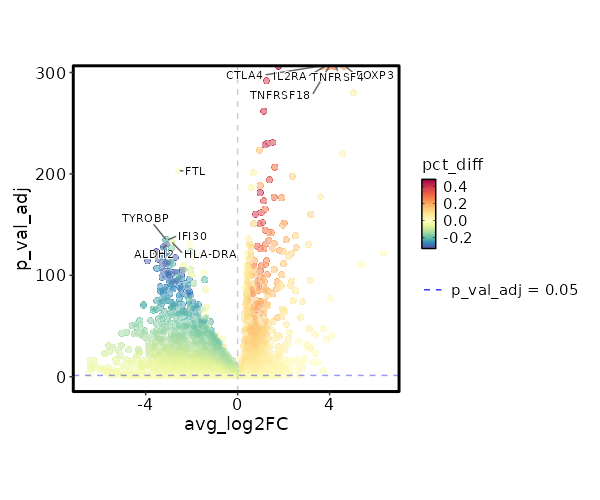 300
200
100
0
p_val_adj
CTLA4 IL2RA TNFRSF4 FOXP3
TNFRSF18
FTL
TYROBP
IFI30
ALDH2 HLA-DRA
-4 0 4
avg_log2FC
pct_diff
0.4
0.2
0.0
-0.2
p_val_adj = 0.05